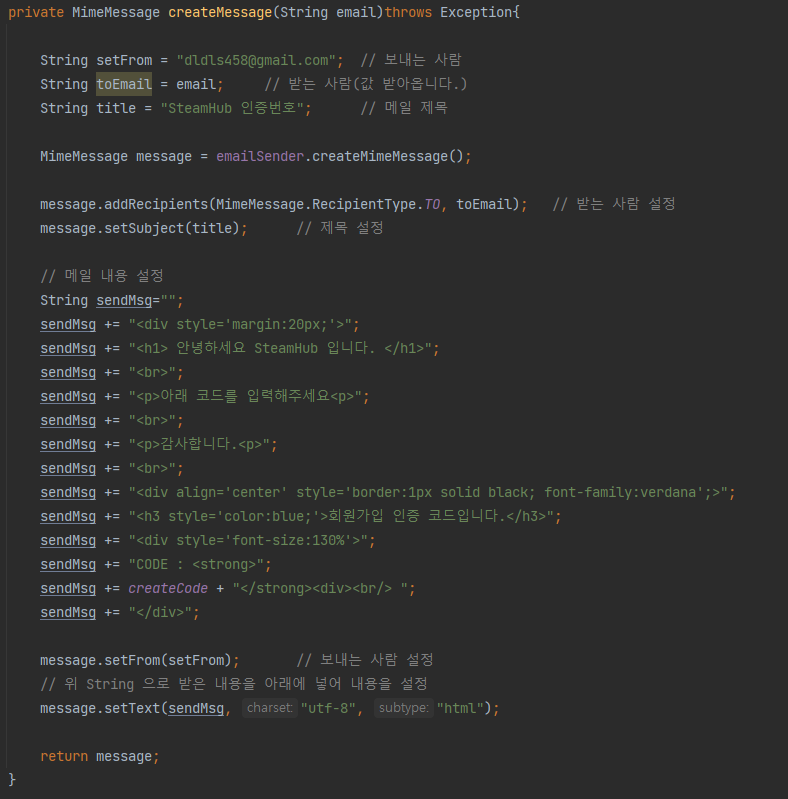 private MimeMessage createMessage(String email)throws Exception{
String setFrom = "dldls458@gmail.com"; // 보내는 사람
String toEmail = email; // 받는 사람(값 받아옵니다.)
String title = "SteamHub 인증번호"; // 메일 제목
MimeMessage message = emailSender.createMimeMessage();
message.addRecipients(MimeMessage.RecipientType.TO, toEmail); // 받는 사람 설정
message.setSubject(title); // 제목 설정
// 메일 내용 설정
String sendMsg="";
sendMsg += "<div style='margin:20px;'>";
sendMsg += "<h1> 안녕하세요 SteamHub 입니다. </h1>";
sendMsg += "<br>";
sendMsg += "<p>아래 코드를 입력해주세요<p>";
sendMsg += "<br>";
sendMsg += "<p>감사합니다.<p>";
sendMsg += "<br>";
sendMsg += "<div align='center' style='border:1px solid black; font-family:verdana';>";
sendMsg += "<h3 style='color:blue;'>회원가입 인증 코드입니다.</h3>";
sendMsg += "<div style='font-size:130%'>";
sendMsg += "CODE : <strong>";
sendMsg += createCode + "</strong><div><br/> ";
sendMsg += "</div>";
message.setFrom(setFrom); // 보내는 사람 설정
// 위 String 으로 받은 내용을 아래에 넣어 내용을 설정
message.setText(sendMsg, charset: "utf-8", subtype: "html");
return message;
}